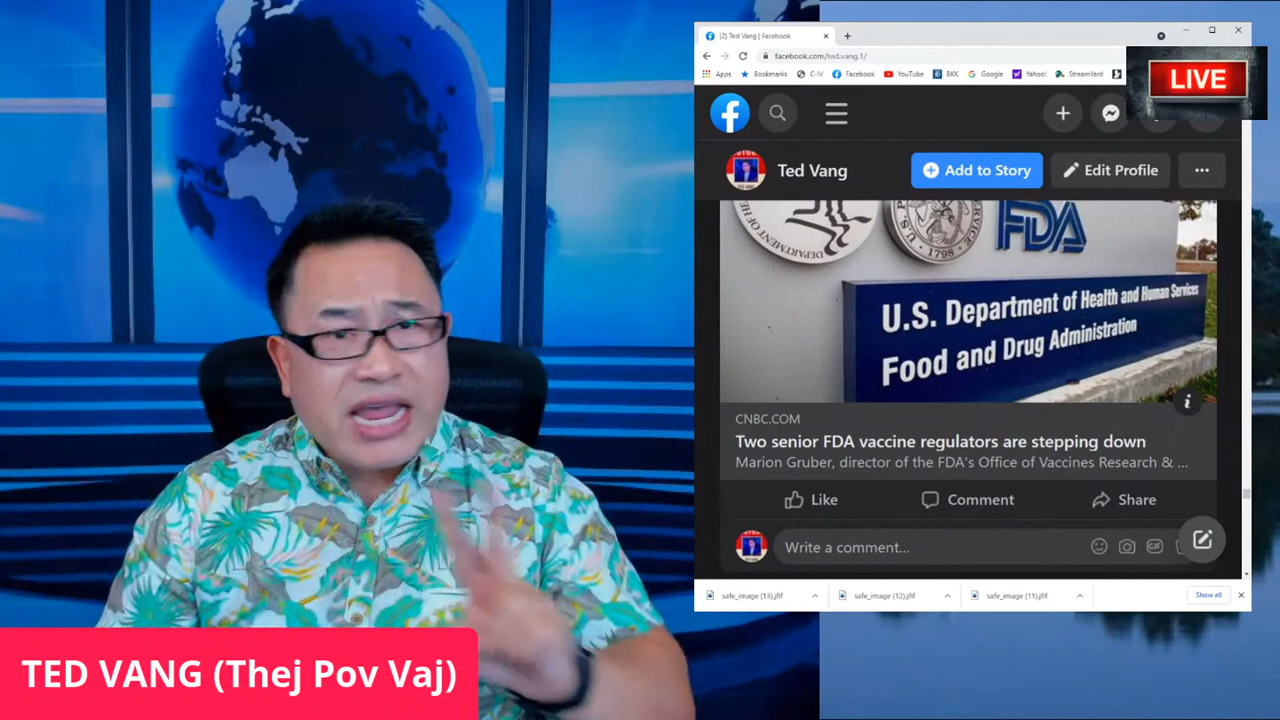 (2) Ted Vang | Facebook
facebook.com/ted.vang.1/
Apps Bookmarks C-IV Facebook YouTube BKK Google Yahoo! StreamYard
LIVE
Ted Vang
Add to Story
Edit Profile
1798
FDA
U.S. Department of Health and Human Services
Food and Drug Administration
CNBC.COM
Two senior FDA vaccine regulators are stepping down
Marion Gruber, director of the FDA's Office of Vaccines Research & ...
Like Comment Share
Write a comment...
GIF
safe_image (13).jfif safe_image (12).jfif safe_image (11).jfif Show all
TED VANG (Thej Pov Vaj)